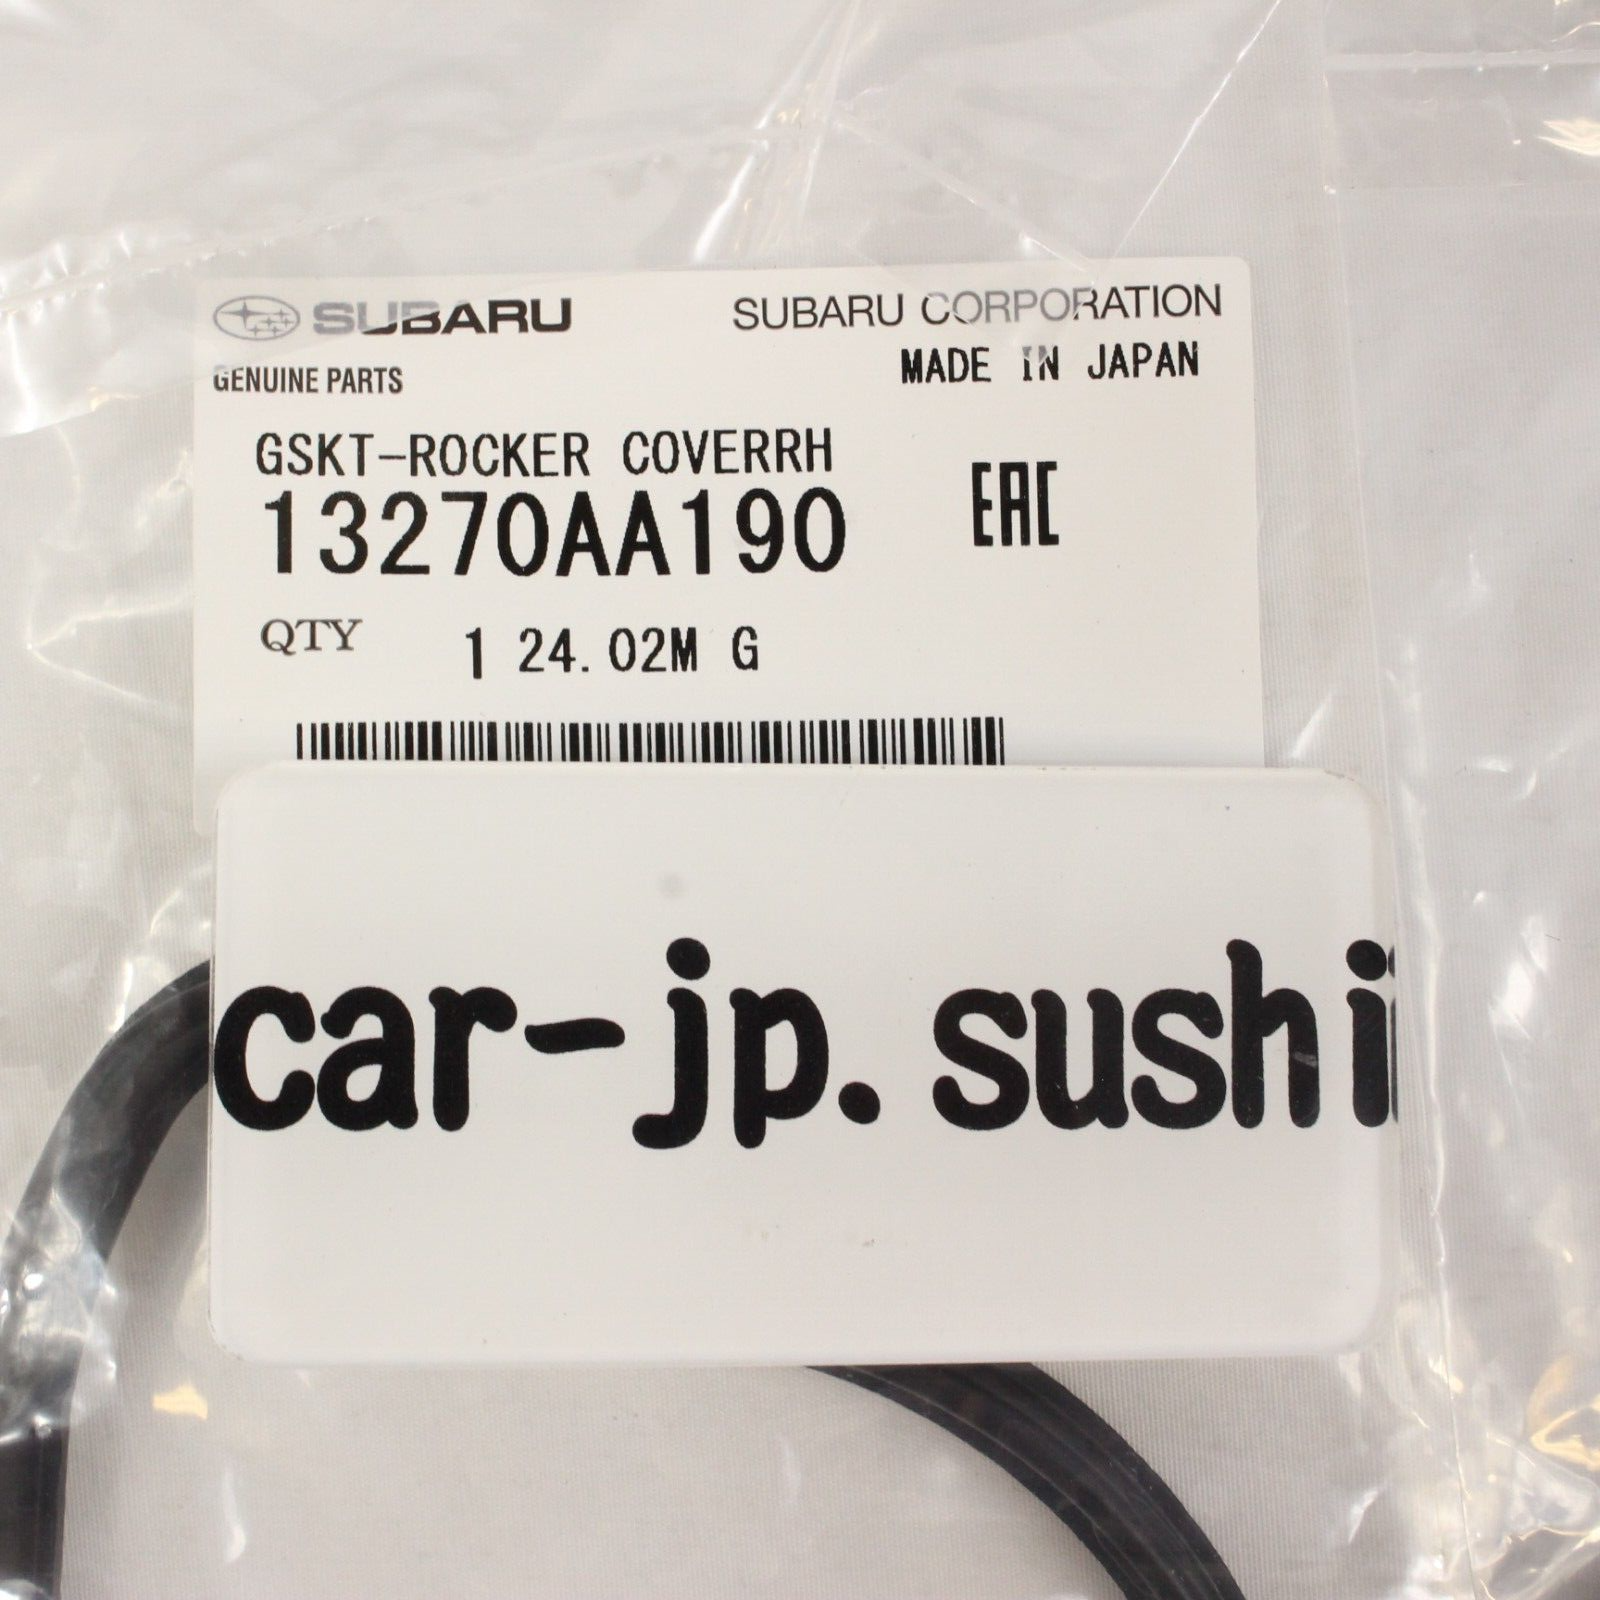 SUBARU
SUBARU CORPORATION
GENUINE PARTS
MADE IN JAPAN
GSKT-ROCKER COVERRH
13270AA190
EAC
QTY 1 24.02M G
car-jp.sushi